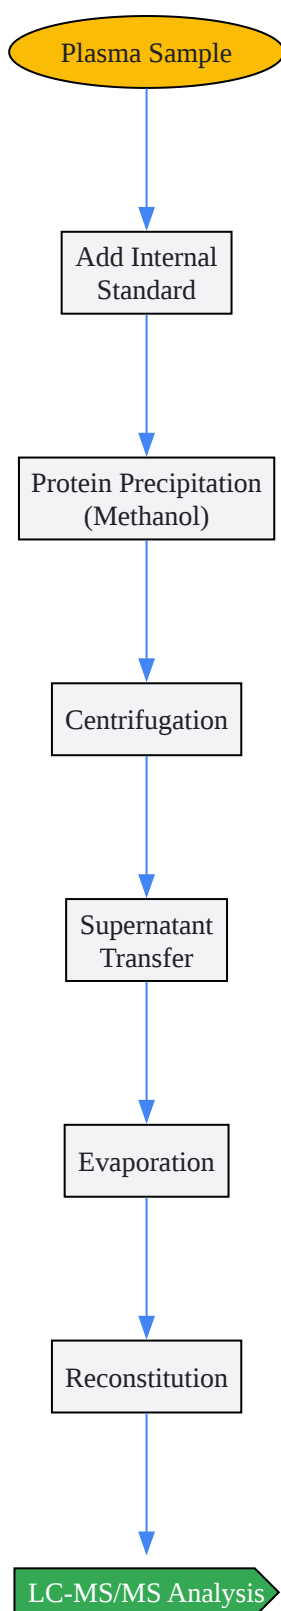 Plasma Sample
Add Internal
Standard
Protein Precipitation
(Methanol)
Centrifugation
Supernatant
Transfer
Evaporation
Reconstitution
LC-MS/MS Analysis